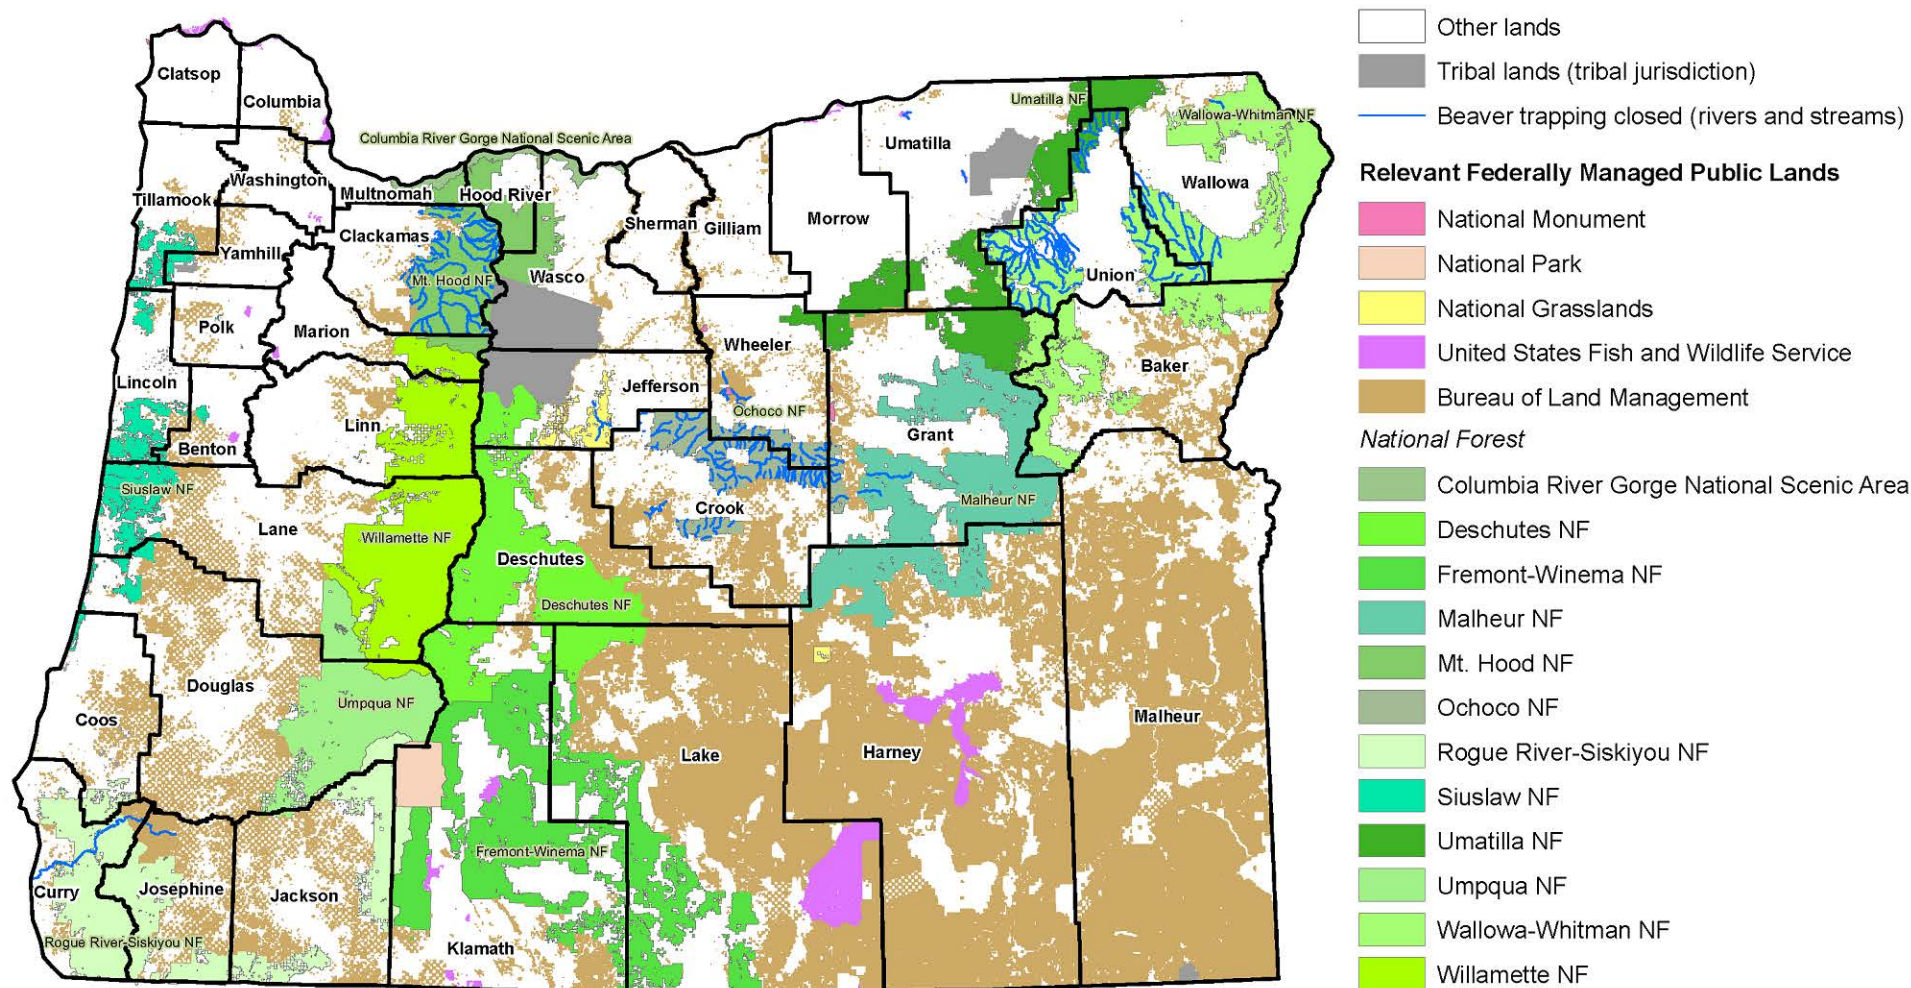 Clatsop
Columbia
Columbia River Gorge National Scenic Area
Umatilla NF
Wallowa-Whitman NF
Umatilla
Washington
Multnomah
Hood River
Wallowa
Tillamook
Sherman
Gilliam
Morrow
Clackamas
Yamhill
Mt. Hood NF
Wasco
Union
Polk
Marion
Wheeler
Baker
Lincoln
Jefferson
Ochoco NF
Linn
Grant
Benton
Siuslaw NF
Malheur NF
Crook
Lane
Willamette NF
Deschutes
Deschutes NF
Douglas
Umpqua NF
Coos
Malheur
Lake
Harney
Fremont-Winema NF
Curry
Josephine
Jackson
Rogue River-Siskiyou NF
Klamath
Other lands
Tribal lands (tribal jurisdiction)
Beaver trapping closed (rivers and streams)
Relevant Federally Managed Public Lands
National Monument
National Park
National Grasslands
United States Fish and Wildlife Service
Bureau of Land Management
National Forest
Columbia River Gorge National Scenic Area
Deschutes NF
Fremont-Winema NF
Malheur NF
Mt. Hood NF
Ochoco NF
Rogue River-Siskiyou NF
Siuslaw NF
Umatilla NF
Umpqua NF
Wallowa-Whitman NF
Willamette NF